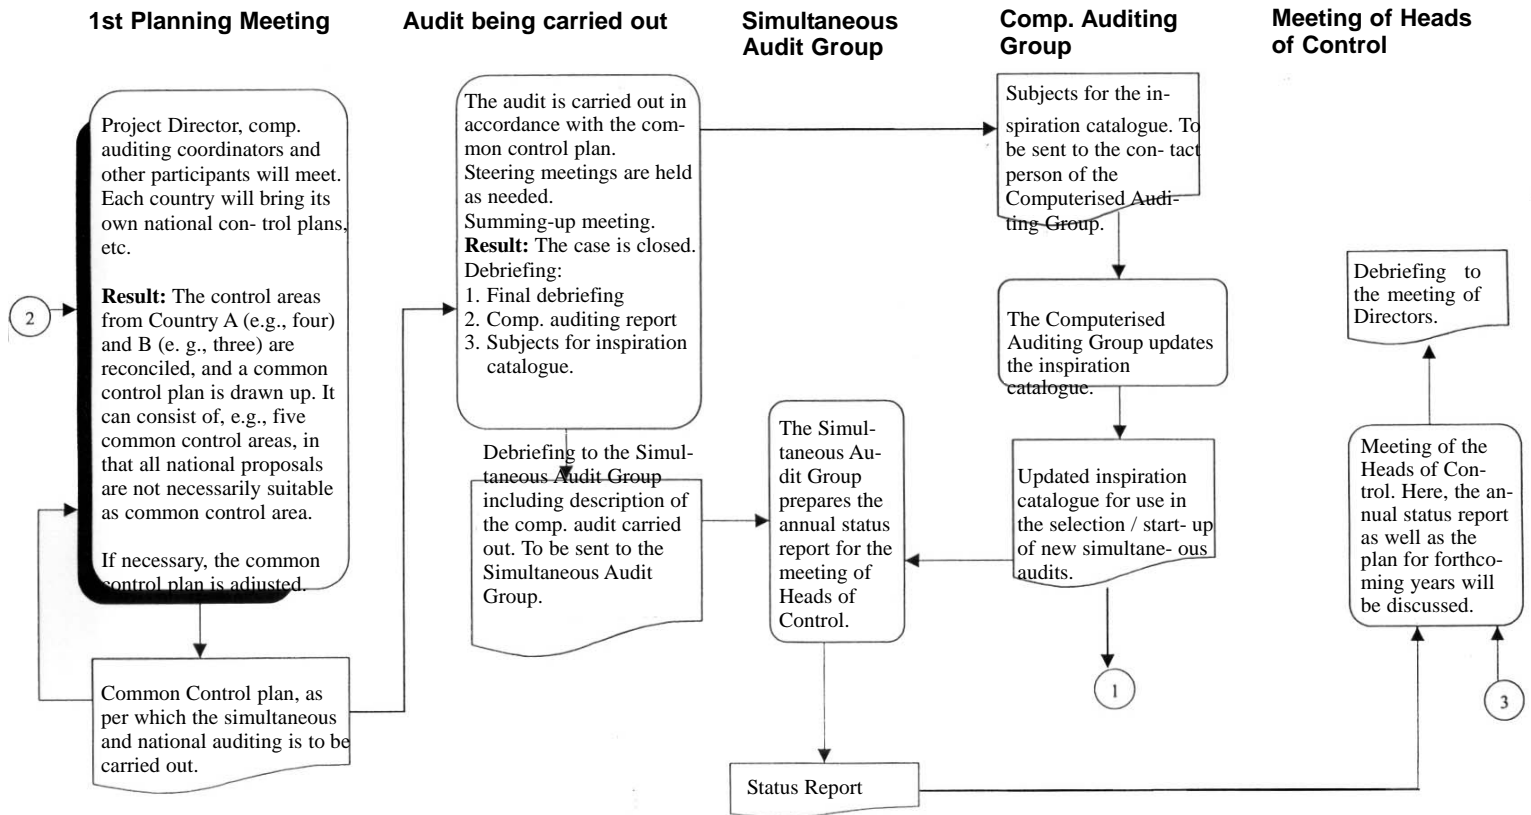 1st Planning Meeting
Audit being carried out
Simultaneous
Audit Group
Comp. Auditing
Group
Meeting of Heads
of Control
Project Director, comp.
auditing coordinators and
other participants will meet.
Each country will bring its
own national con- trol plans,
etc.
Result: The control areas
from Country A (e.g., four)
and B (e. g., three) are
reconciled, and a common
control plan is drawn up. It
can consist of, e.g., five
common control areas, in
that all national proposals
are not necessarily suitable
as common control area.
If necessary, the common
control plan is adjusted.
2
Common Control plan, as
per which the simultaneous
and national auditing is to be
carried out.
The audit is carried out in
accordance with the com-
mon control plan.
Steering meetings are held
as needed.
Summing-up meeting.
Result: The case is closed.
Debriefing:
1. Final debriefing
2. Comp. auditing report
3. Subjects for inspiration
catalogue.
Debriefing to the Simul-
taneous Audit Group
including description of
the comp. audit carried
out. To be sent to the
Simultaneous Audit
Group.
The Simul-
taneous Au-
dit Group
prepares the
annual status
report for the
meeting of
Heads of
Control.
Status Report
Subjects for the in-
spiration catalogue. To
be sent to the con- tact
person of the
Computerised Audi-
ting Group.
The Computerised
Auditing Group updates
the inspiration
catalogue.
Updated inspiration
catalogue for use in
the selection / start- up
of new simultane- ous
audits.
1
Debriefing to
the meeting of
Directors.
Meeting of the
Heads of Con-
trol. Here, the an-
nual status report
as well as the
plan for forthco-
ming years will
be discussed.
3